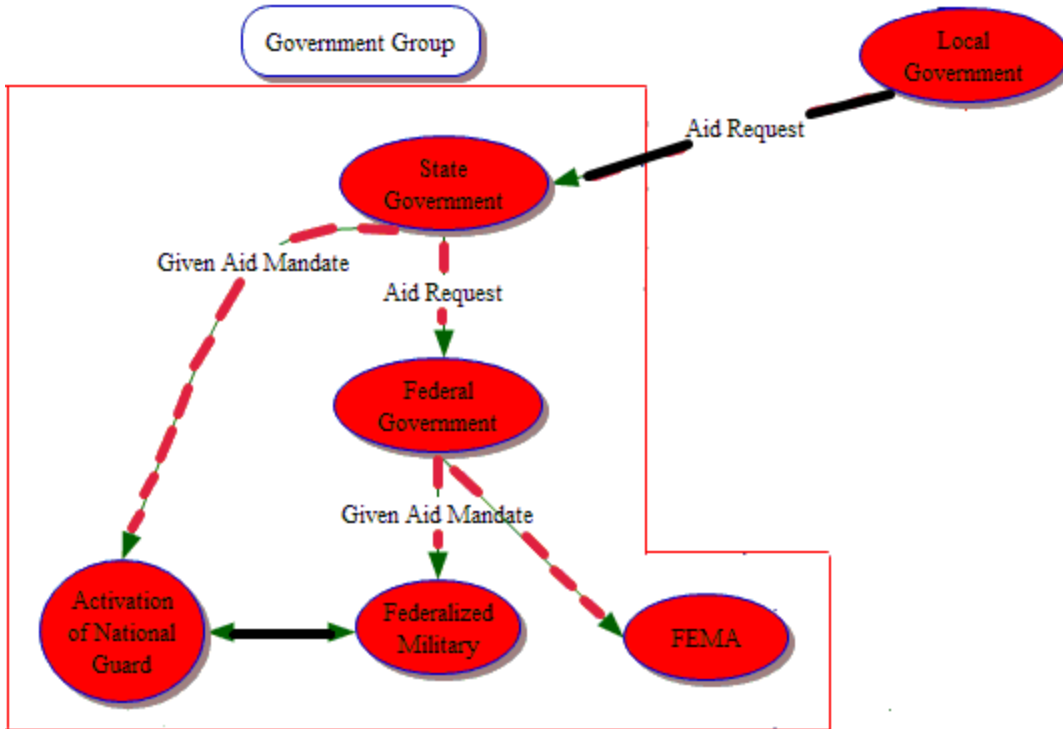 Government Group
Local
Government
Aid Request
State
Government
Given Aid Mandate
Aid Request
Federal
Government
Given Aid Mandate
Activation
of National
Guard
Federalized
Military
FEMA